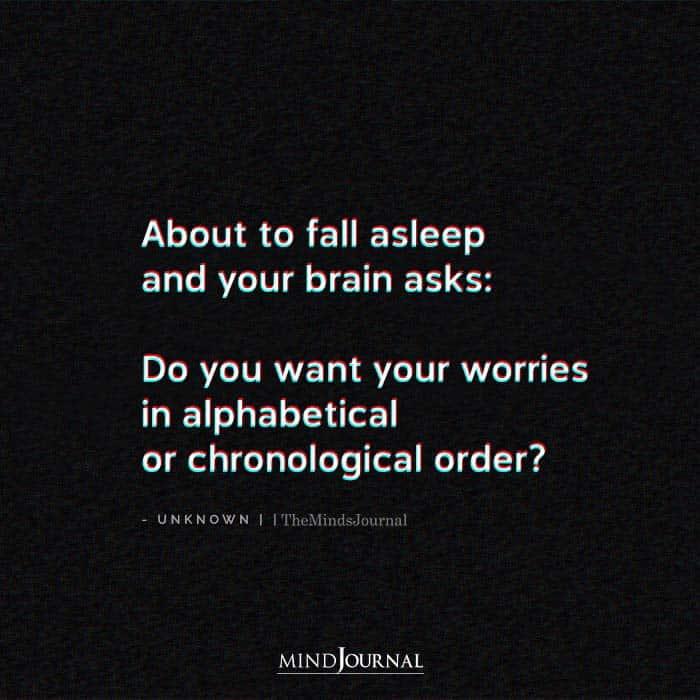 About to fall asleep
and your brain asks:
Do you want your worries
in alphabetical
or chronological order?
- UNKNOWN | | TheMindsJournal
MINDJOURNAL